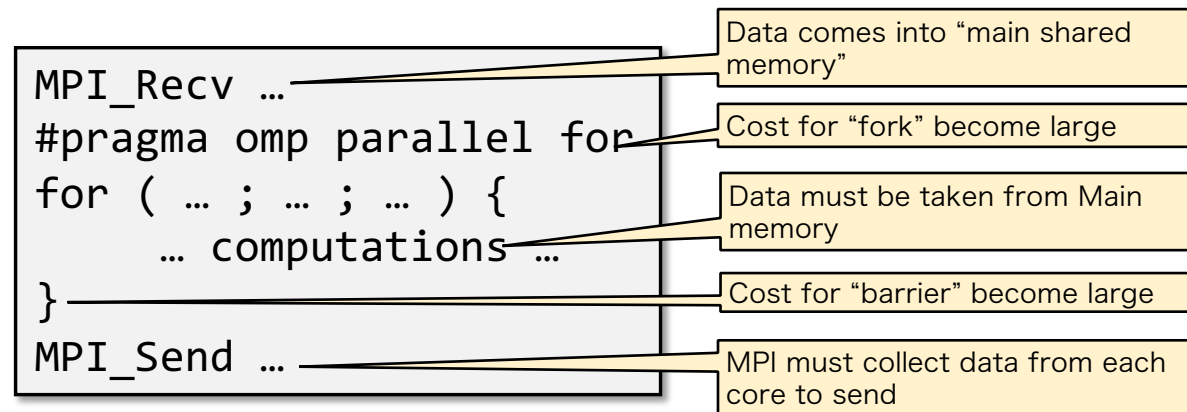 MPI_Recv …
#pragma omp parallel for
for ( … ; … ; … ) {
… computations …
}
MPI_Send …
Data comes into “main shared
memory”
Cost for “fork” become large
Data must be taken from Main
memory
Cost for “barrier” become large
MPI must collect data from each
core to send